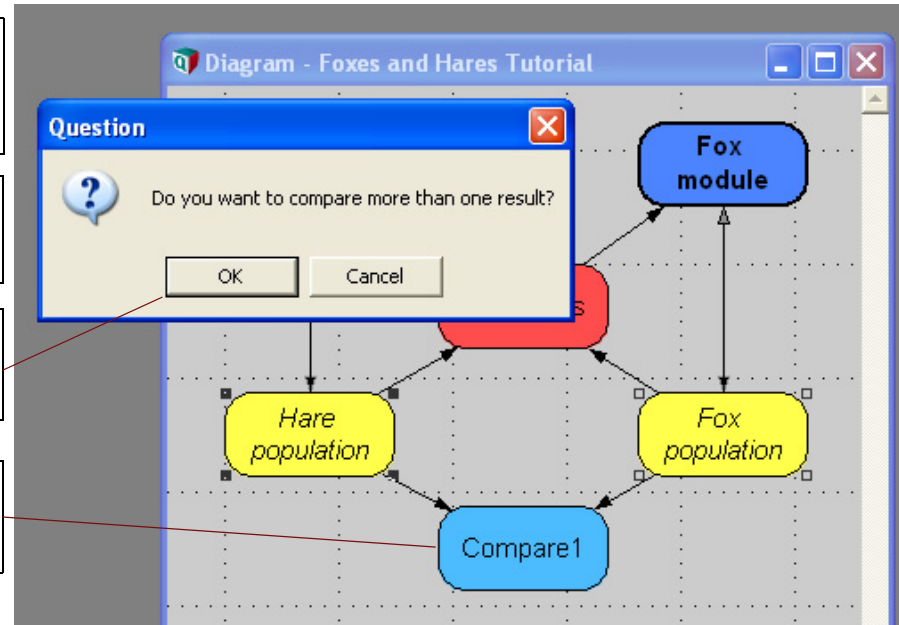 Diagram - Foxes and Hares Tutorial
Question
Do you want to compare more than one result?
OK
Cancel
Fox
module
Hare
population
Fox
population
Compare1